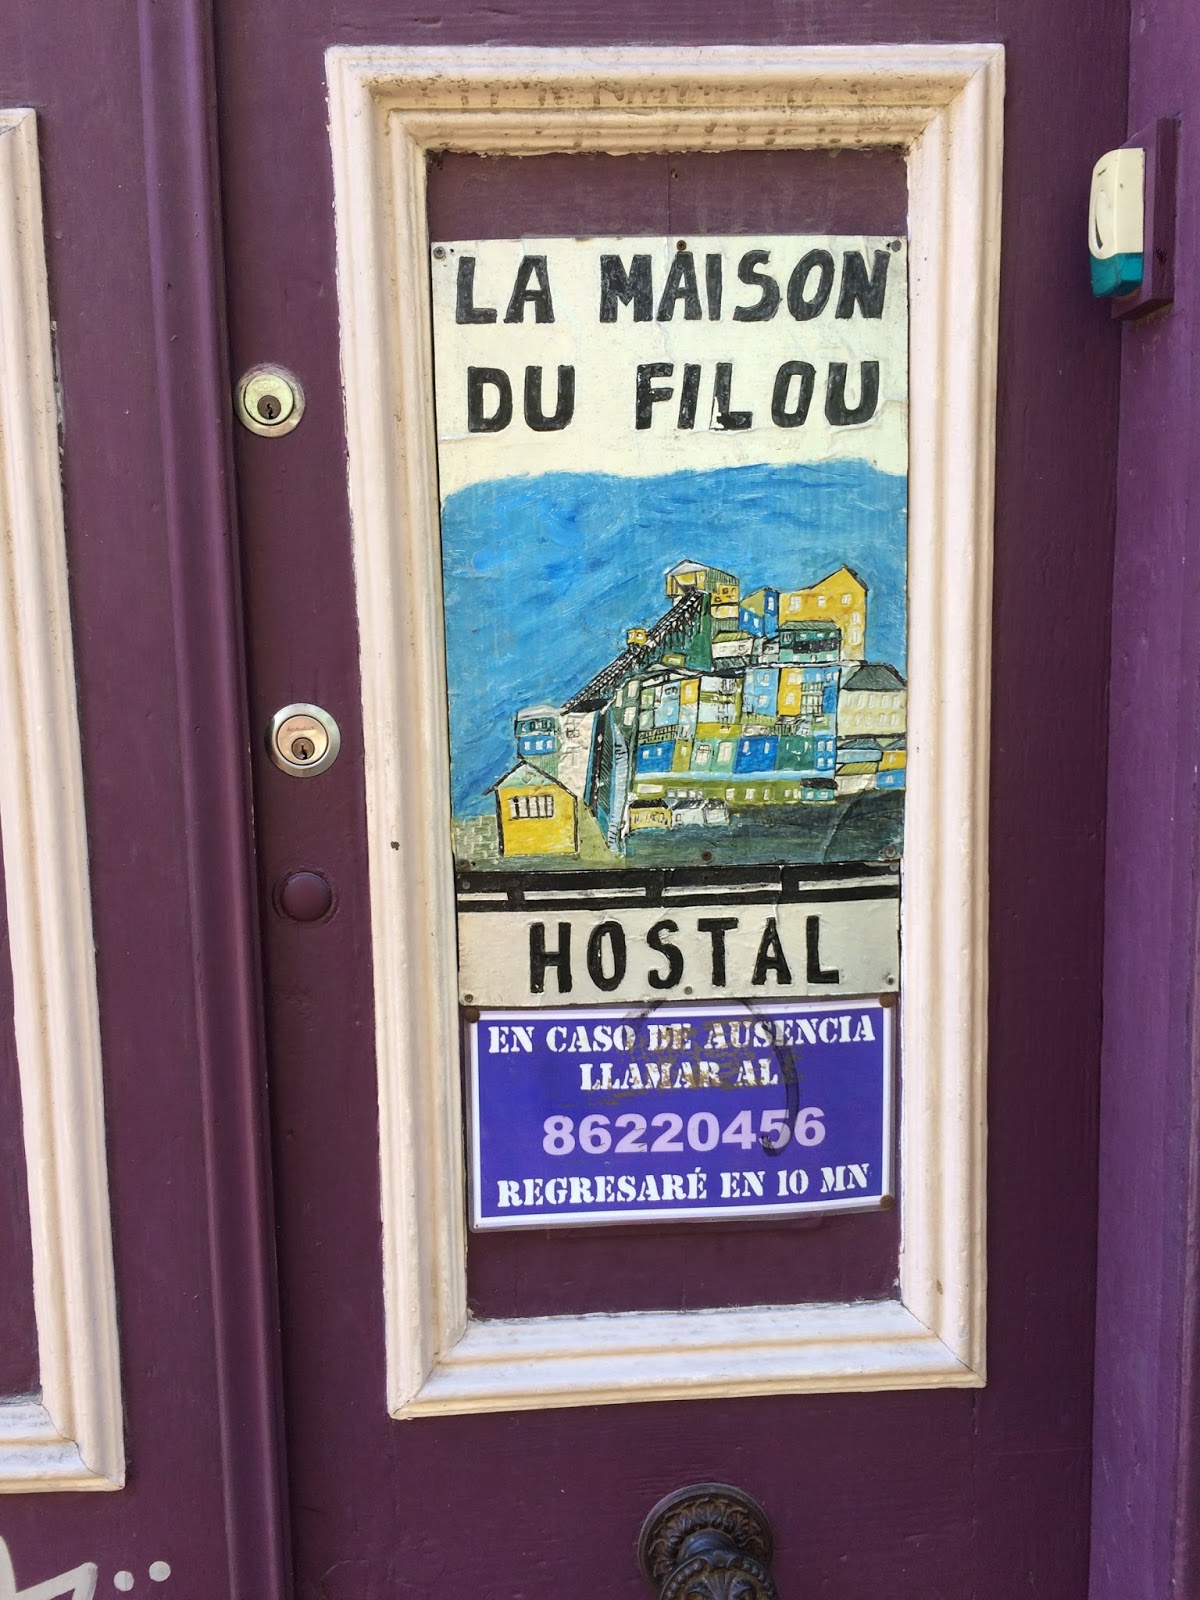 LA MAISON
DU FILOU
HOSTAL
EN CASO DE AUSENCIA
LLAMAR AL
86220456
REGRESARÉ EN 10 MN